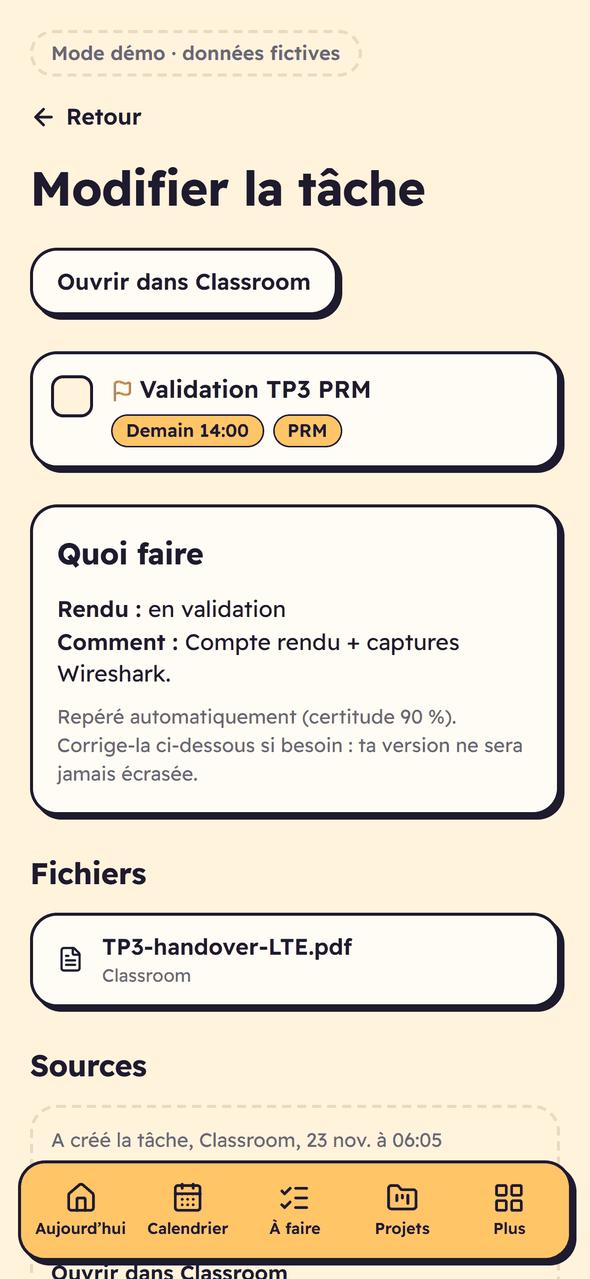 Mode démo · données fictives
Retour
Modifier la tâche
Ouvrir dans Classroom
Validation TP3 PRM
Demain 14:00
PRM
Quoi faire
Rendu : en validation
Comment : Compte rendu + captures
Wireshark.
Repéré automatiquement (certitude 90 %).
Corrige-la ci-dessous si besoin : ta version ne sera
jamais écrasée.
Fichiers
TP3-handover-LTE.pdf
Classroom
Sources
A créé la tâche, Classroom, 23 nov. à 06:05
Aujourd’hui
Calendrier
À faire
Projets
Plus
Ouvrir dans Classroom